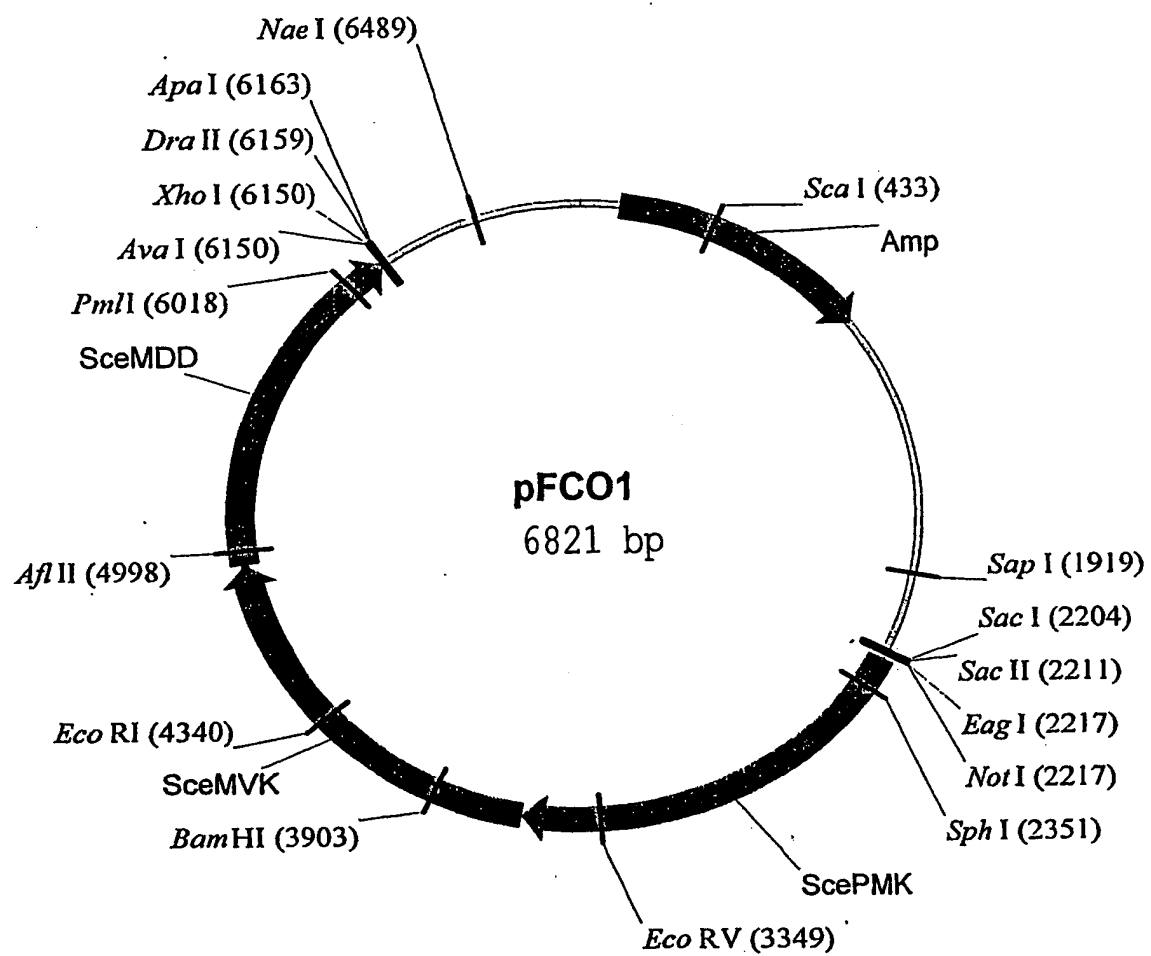 Nae I (6489)
Apa I (6163)
Dra II (6159)
Xho I (6150)
Ava I (6150)
PmlI (6018)
SceMDD
Afl II (4998)
Eco RI (4340)
SceMVK
BamHI (3903)
Sca I (433)
Amp
pFCO1
6821 bp
Sap I (1919)
Sac I (2204)
Sac II (2211)
Eag I (2217)
Not I (2217)
Sph I (2351)
ScePMK
Eco RV (3349)